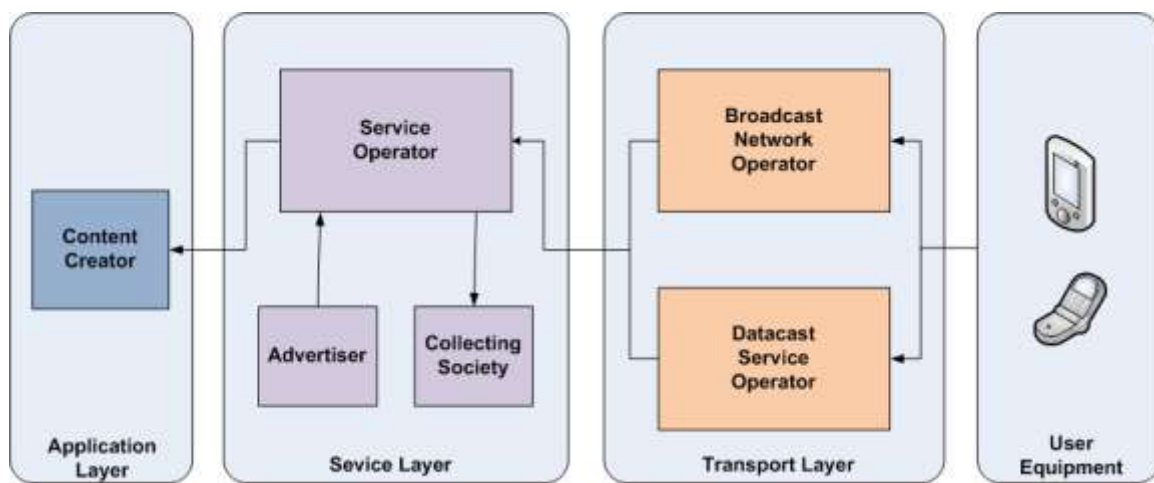 Service
Operator
Broadcast
Network
Operator
Content
Creator
Advertiser
Collecting
Society
Datacast
Service
Operator
Application
Layer
Sevice Layer
Transport Layer
User
Equipment